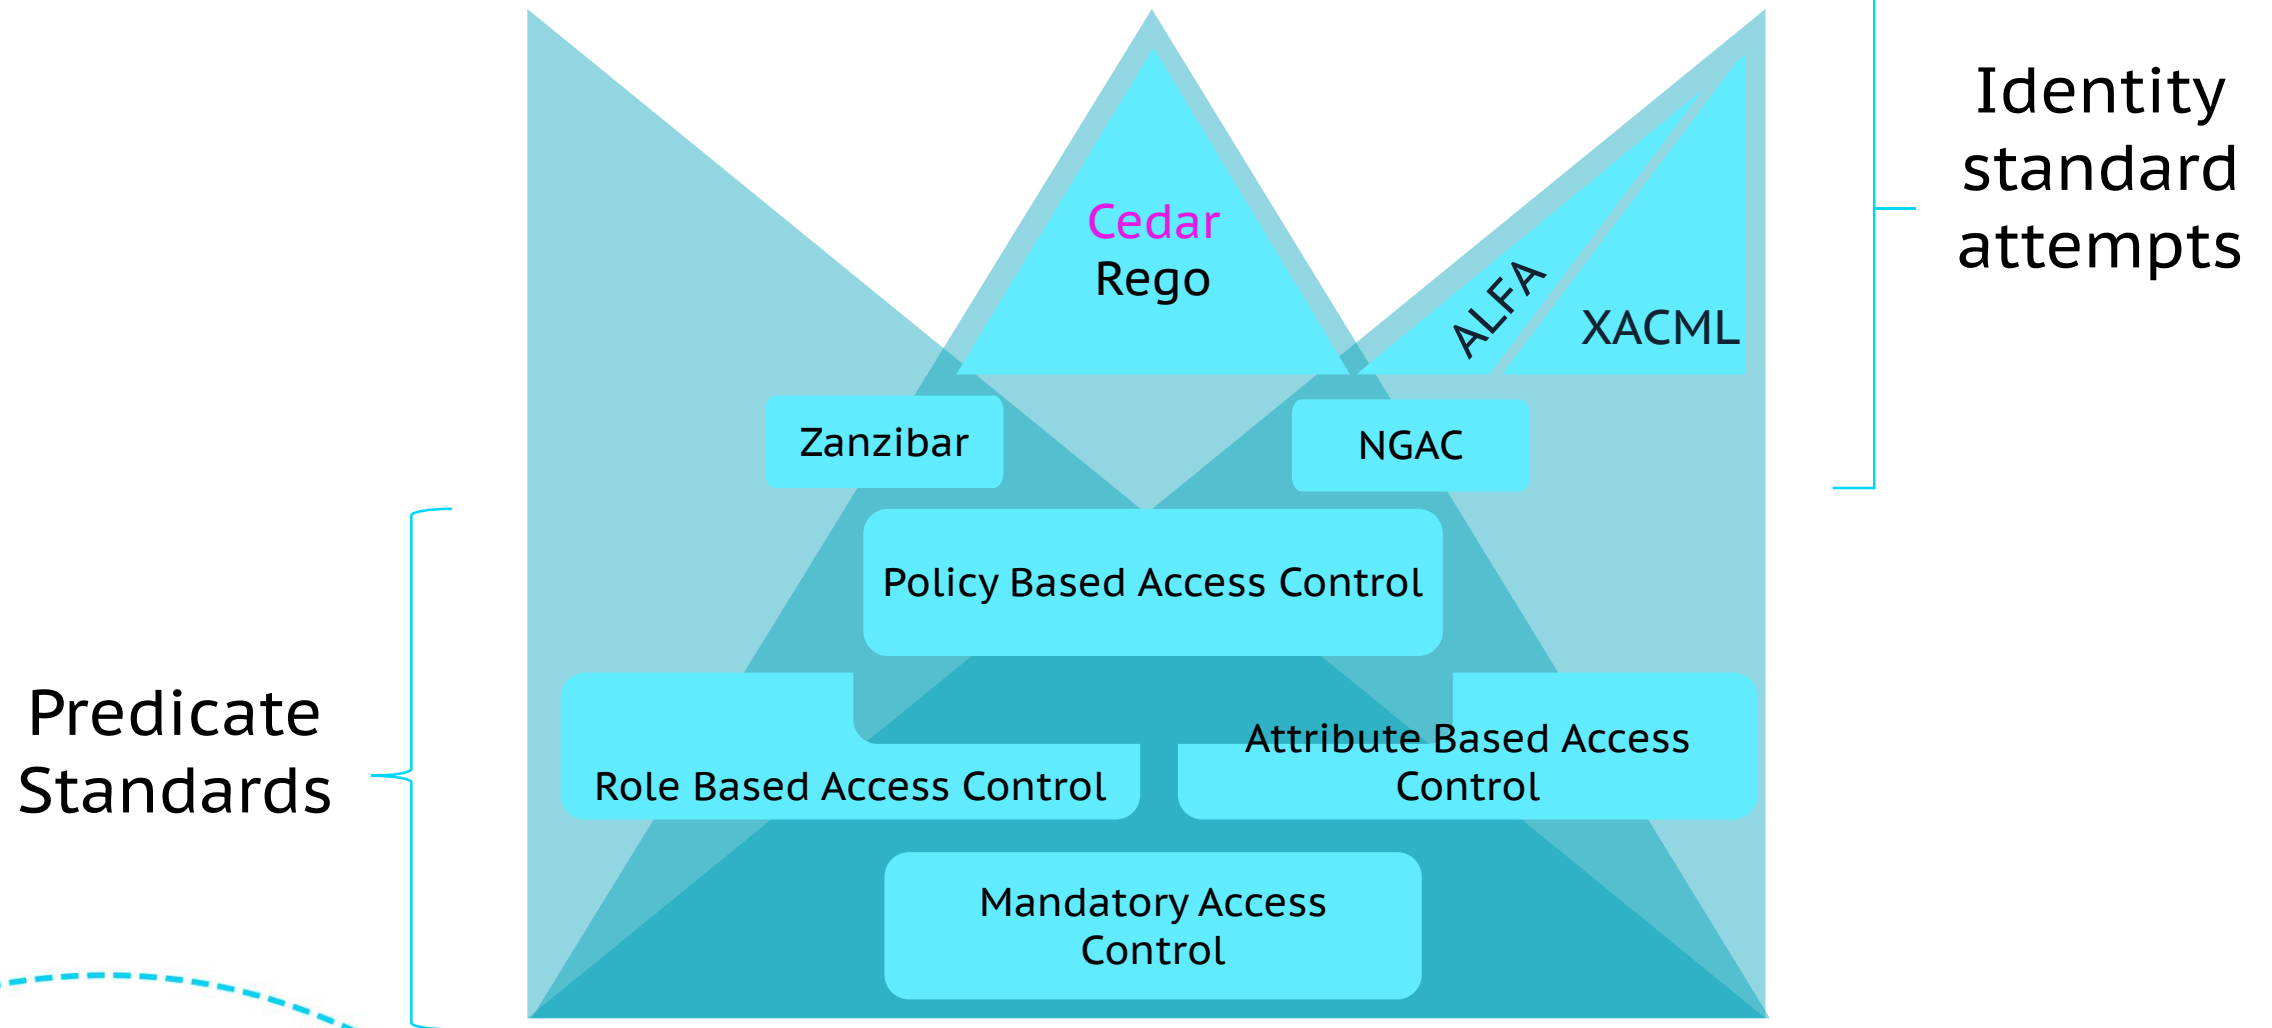 Identity
standard
attempts
Cedar
Rego
ALFA
XACML
Zanzibar
NGAC
Policy Based Access Control
Predicate
Standards
Role Based Access Control
Attribute Based Access
Control
Mandatory Access
Control